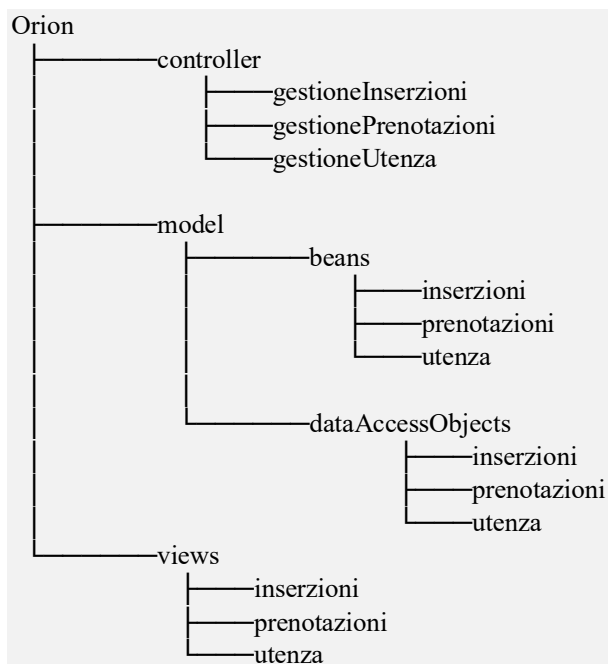 Orion
controller
gestioneInserzioni
gestionePrenotazioni
gestioneUtenza
model
beans
inserzioni
prenotazioni
utenza
dataAccessObjects
inserzioni
prenotazioni
utenza
views
inserzioni
prenotazioni
utenza